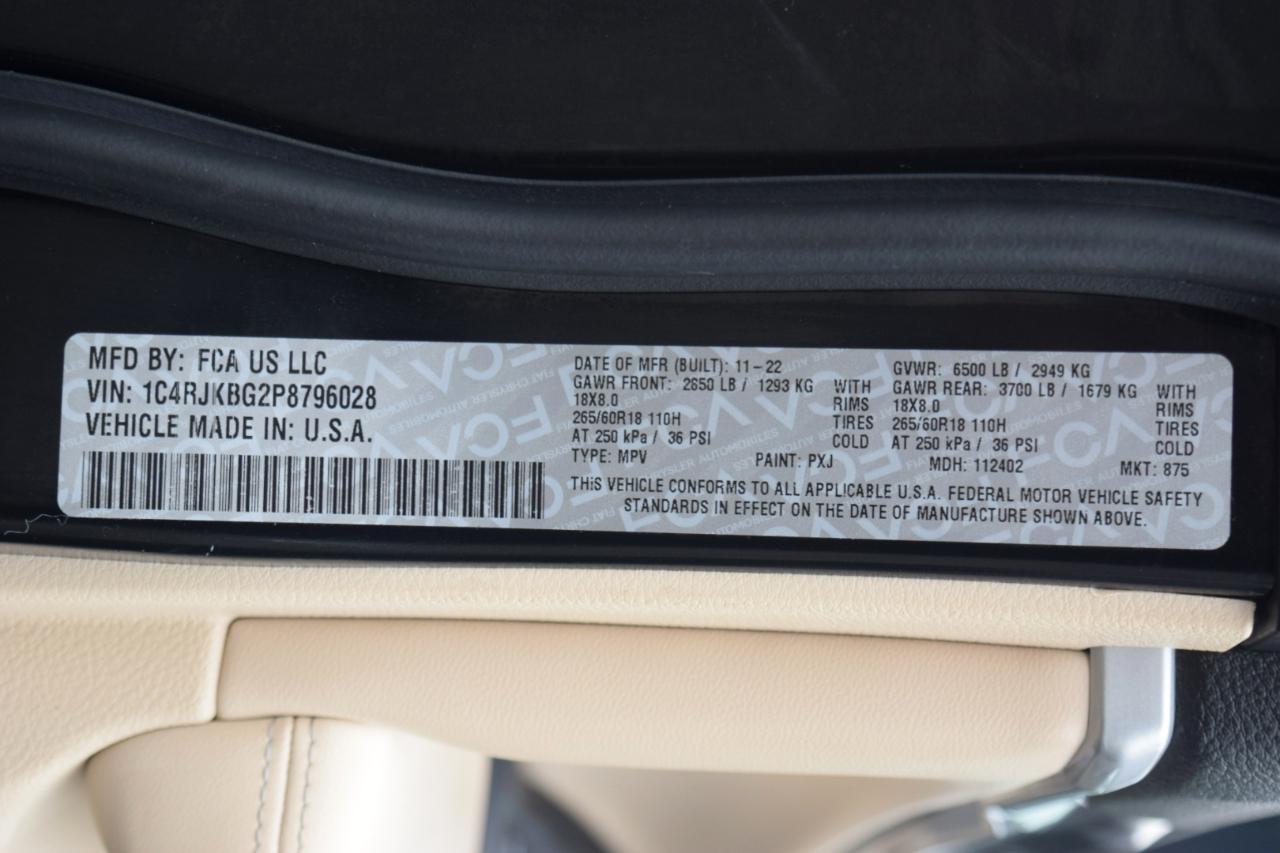 MFD BY: FCA US LLC
VIN: 1C4RJKBG2P8796028
VEHICLE MADE IN: U.S.A.
DATE OF MFR (BUILT): 11-22
GAWR FRONT: 2650 LB / 1293 KG WITH
18X8.0 RIMS
265/60R18 110H TIRES
AT 250 kPa / 36 PSI COLD
TYPE: MPV PAINT: PXJ
GVWR: 6500 LB / 2949 KG
GAWR REAR: 3700 LB / 1679 KG WITH
18X8.0 RIMS
265/60R18 110H TIRES
AT 250 kPa / 36 PSI COLD
MDH: 112402 MKT: 875
THIS VEHICLE CONFORMS TO ALL APPLICABLE U.S.A. FEDERAL MOTOR VEHICLE SAFETY
STANDARDS IN EFFECT ON THE DATE OF MANUFACTURE SHOWN ABOVE.